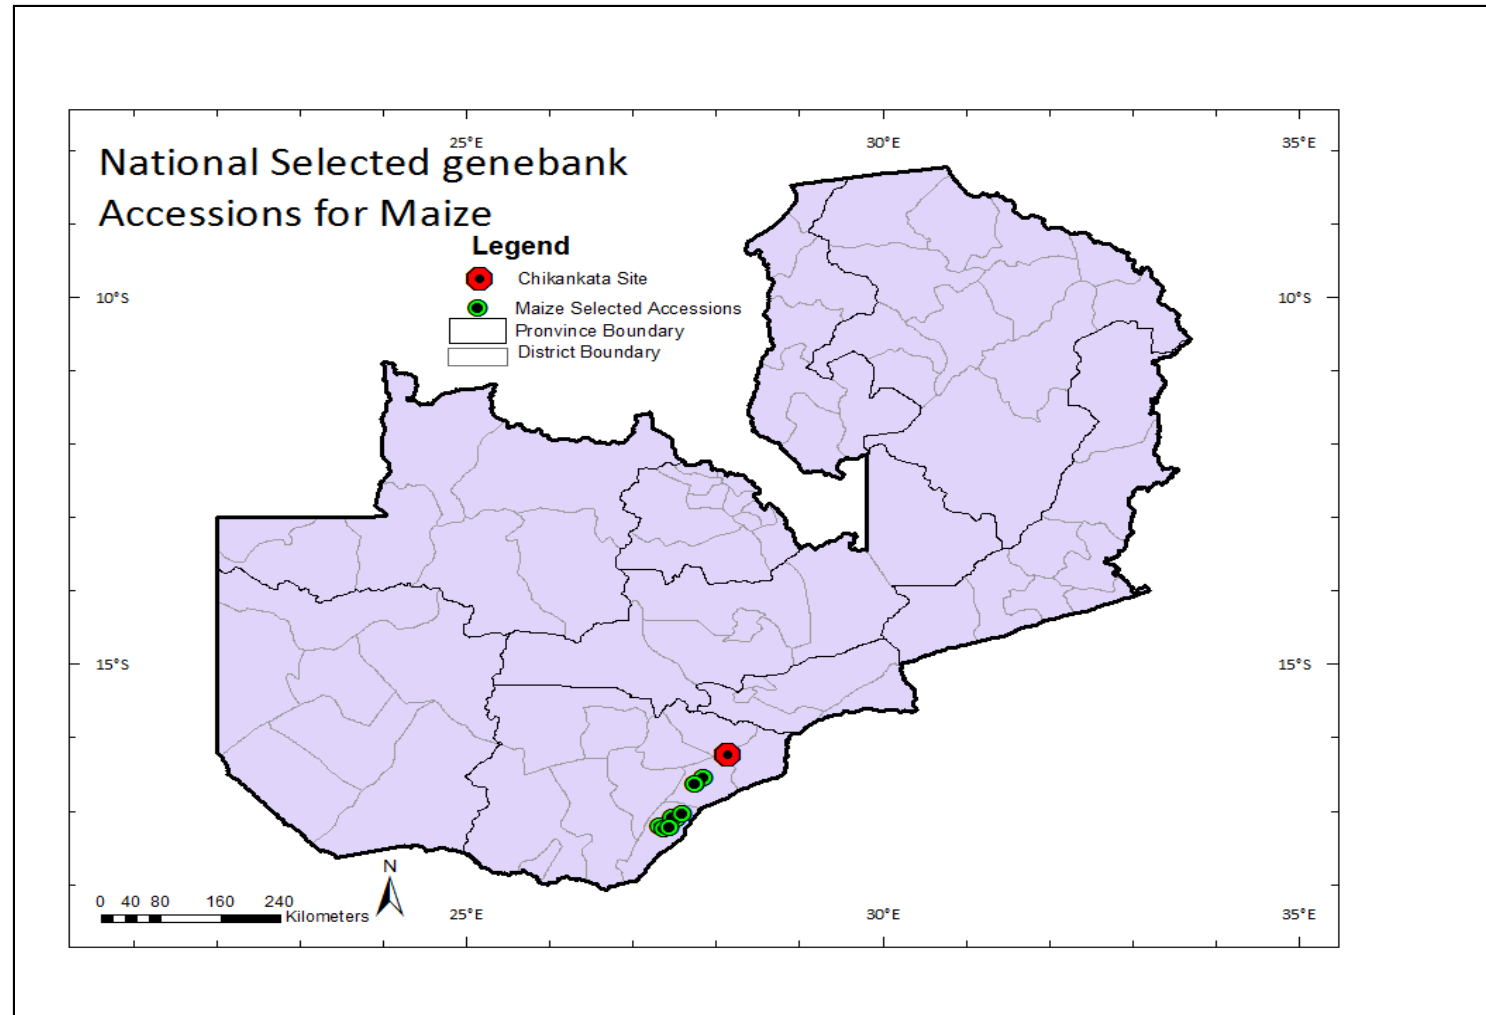 25°E 30°E 35°E
National Selected genebank
Accessions for Maize
Legend
Chikankata Site
10°S 10°S
Maize Selected Accessions
Pronvince Boundary
District Boundary
15°S 15°S
N
0 40 80 160 240
Kilometers
25°E 30°E 35°E